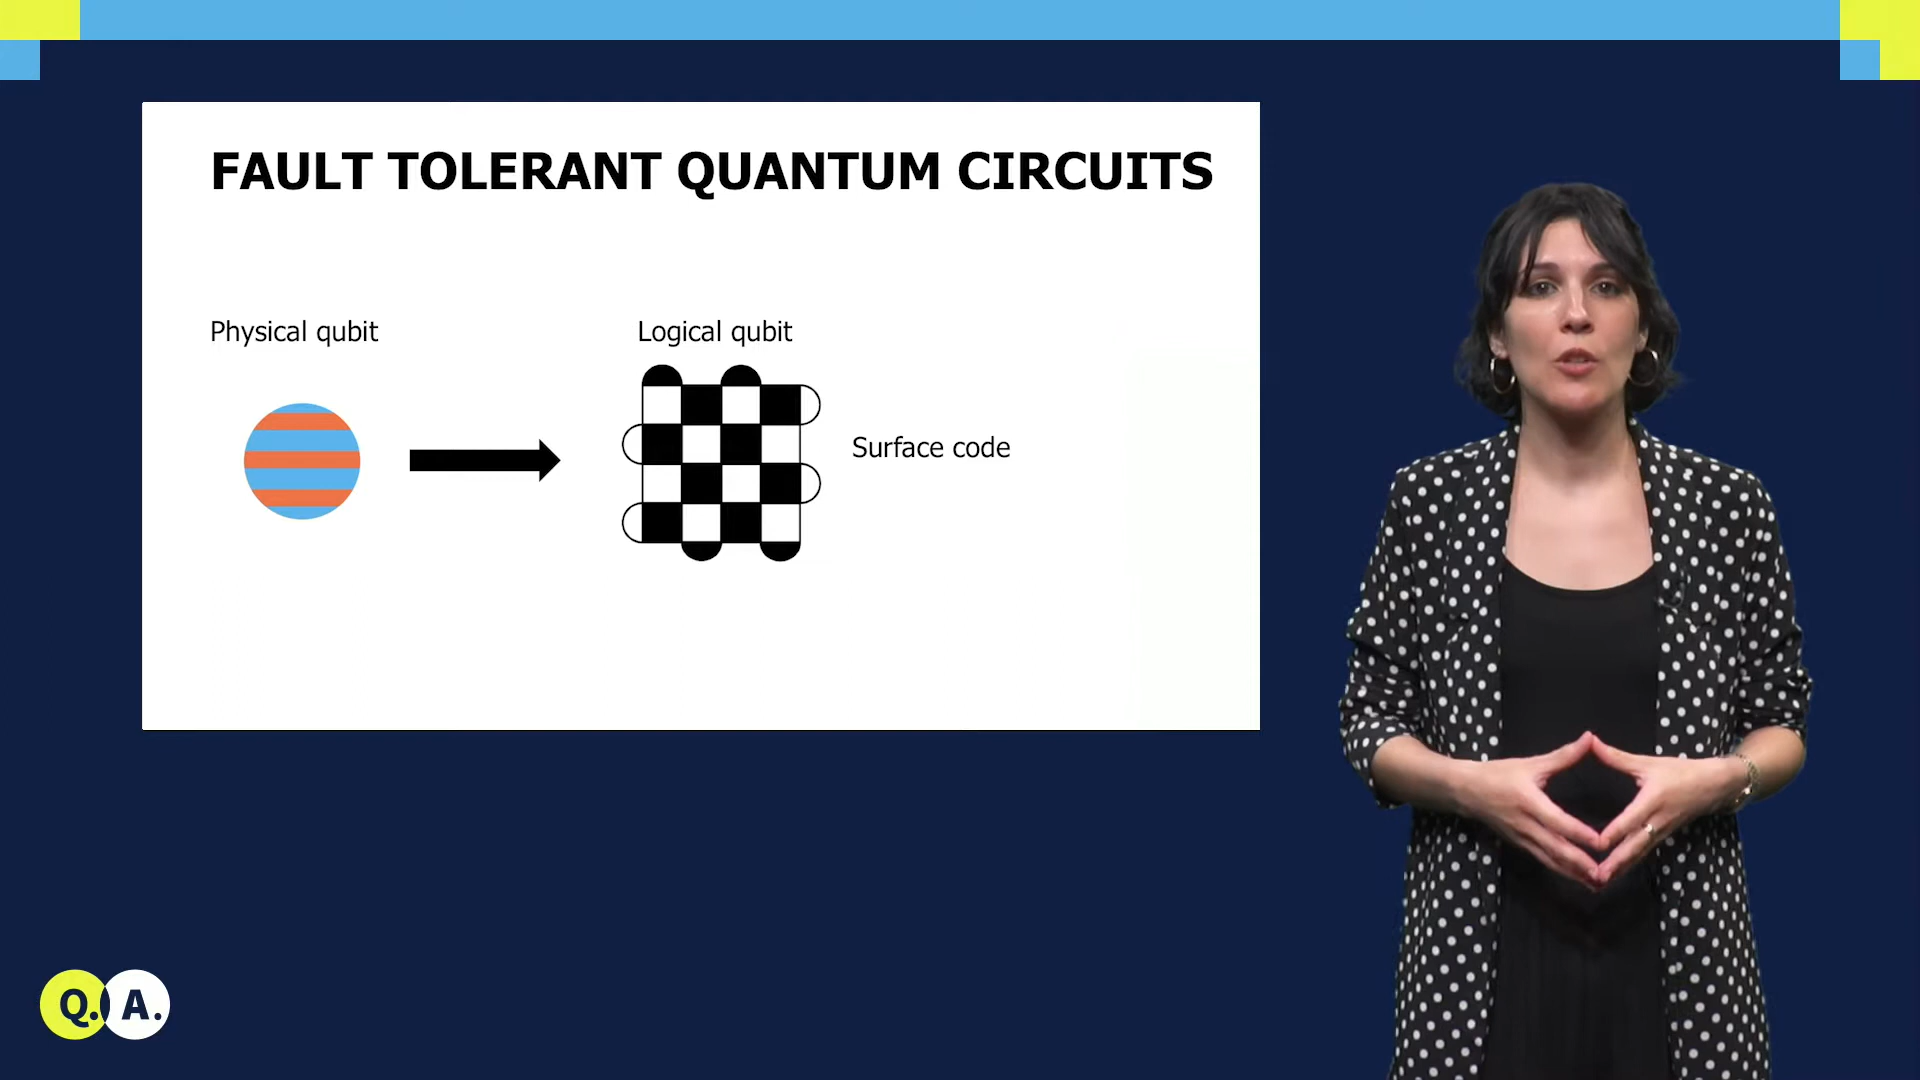 FAULT TOLERANT QUANTUM CIRCUITS
Physical qubit
Logical qubit
Surface code
Q. A.